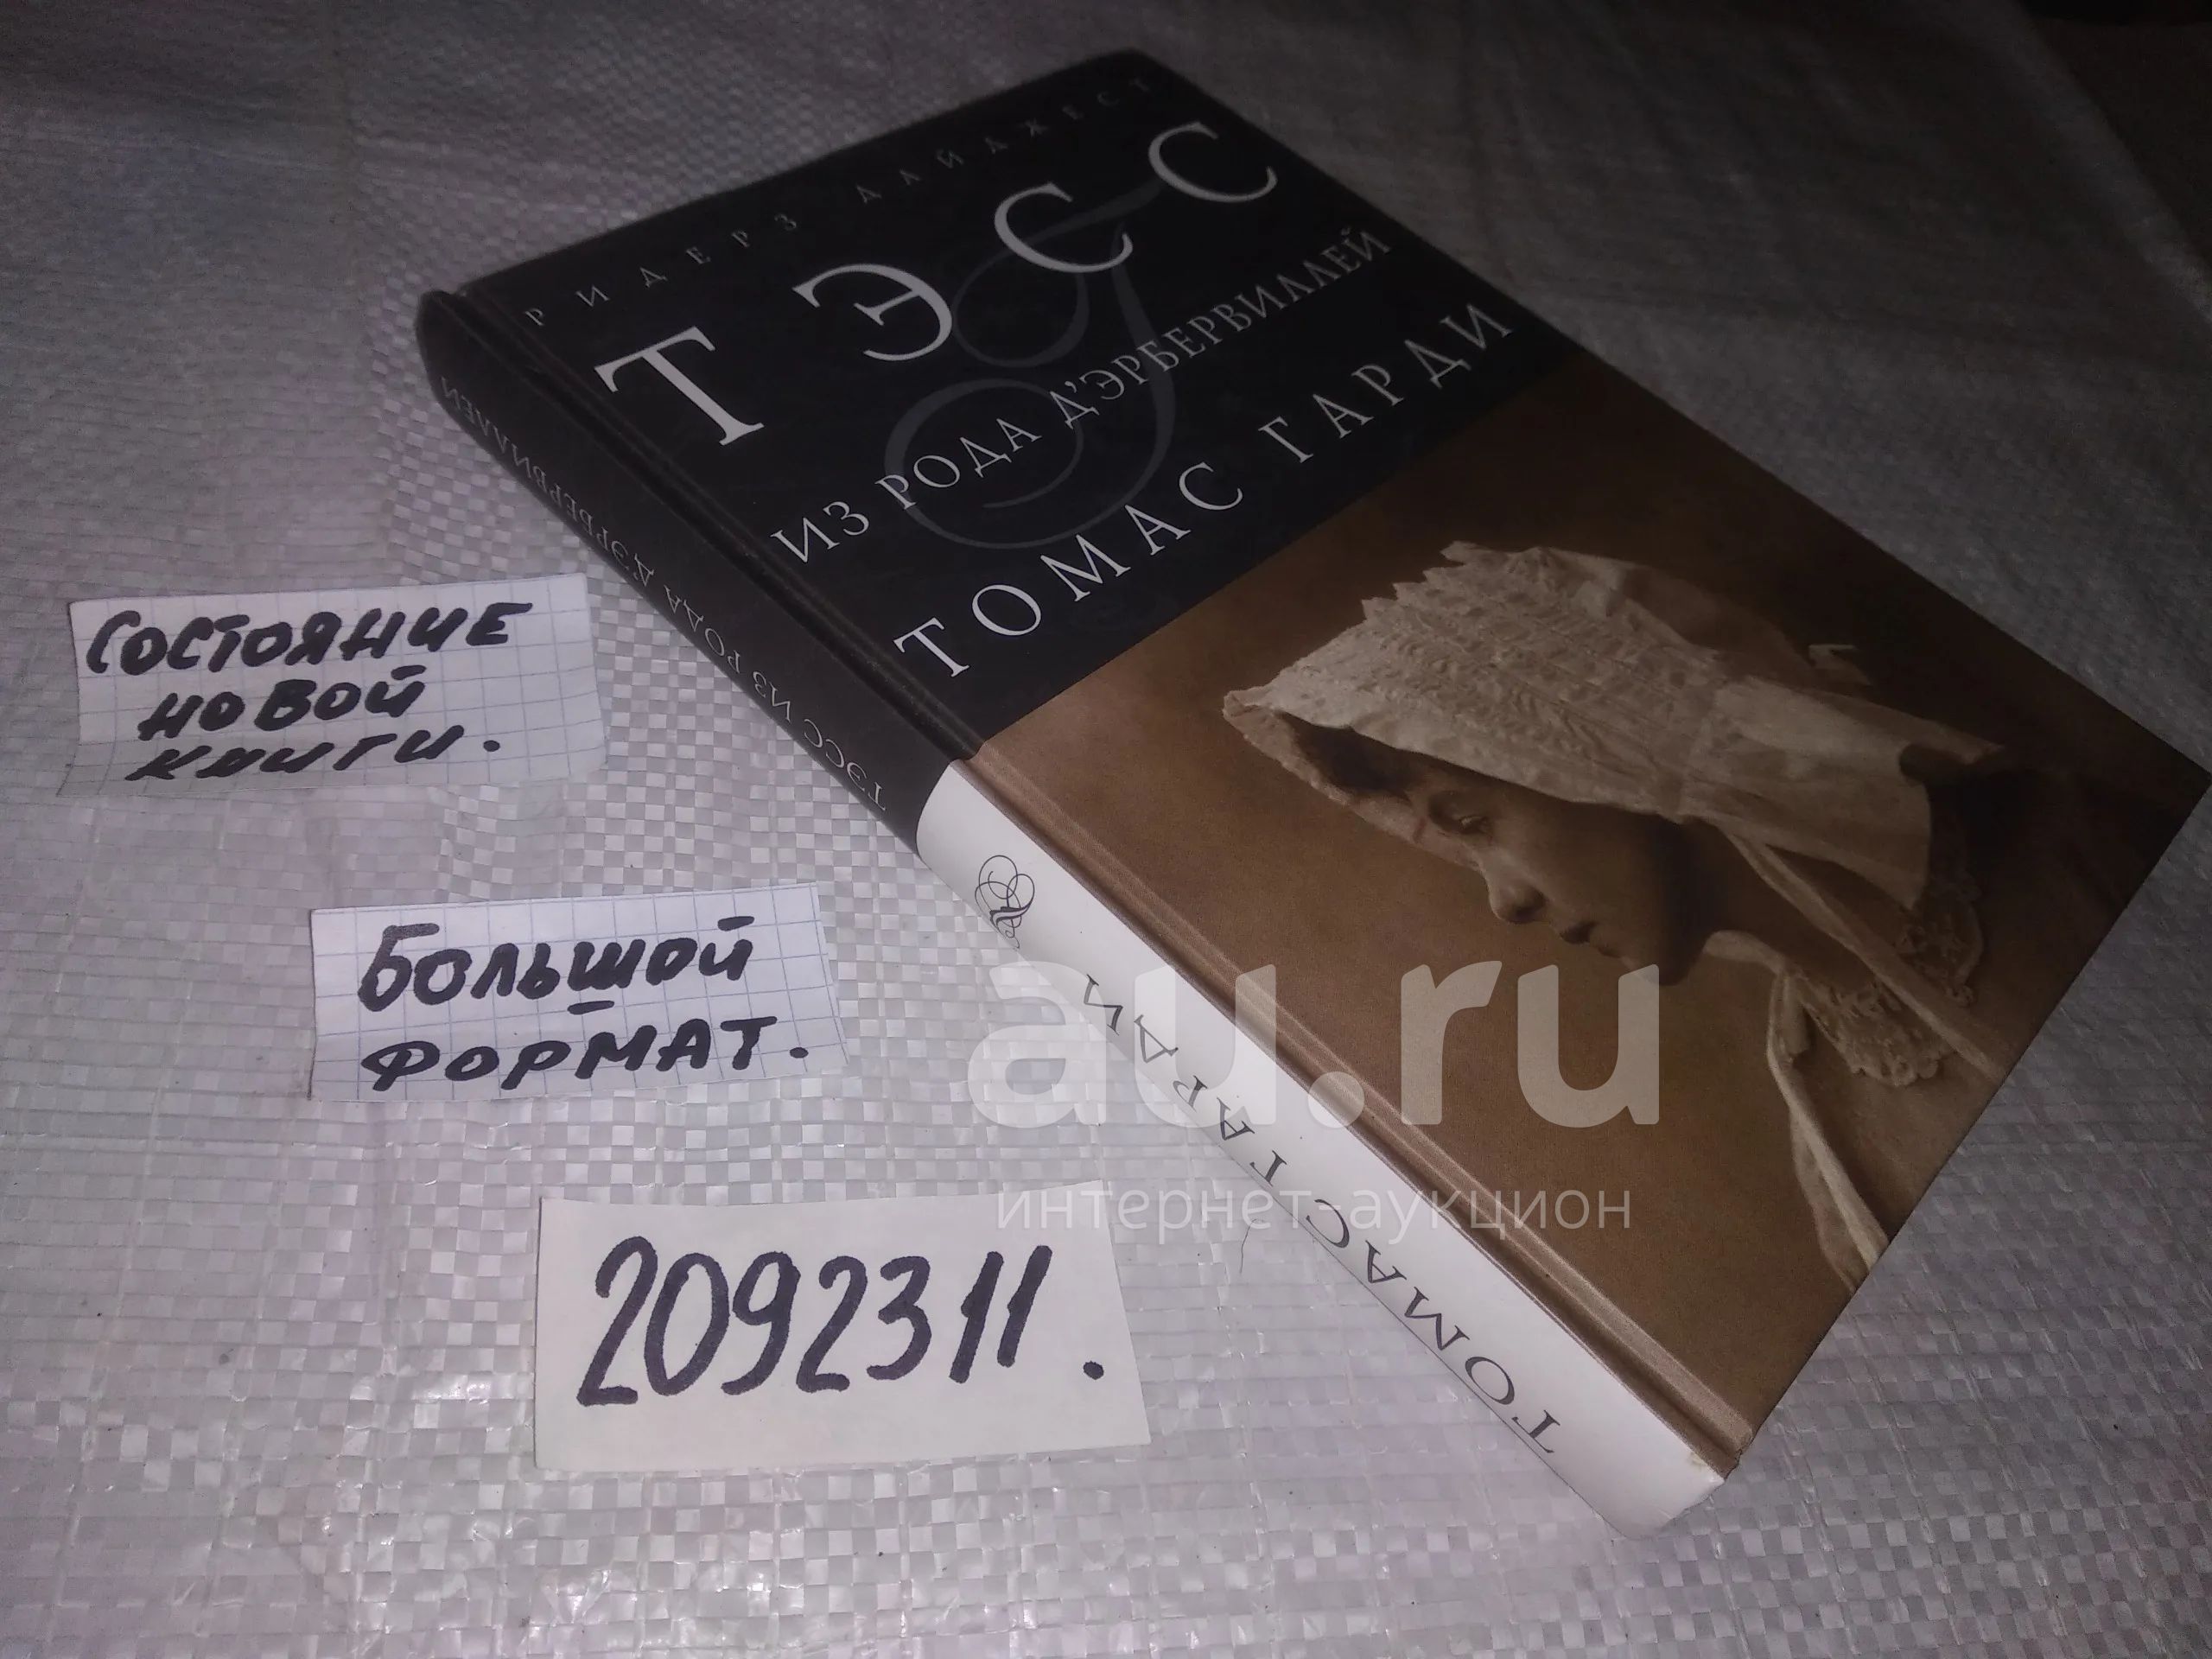 РИДЕРЗ ДАЙДЖЕСТ
ТЭСС
ИЗ РОДА Д'ЭРБЕРВИЛЛЕЙ
ТОМАС ГАРДИ
ТЭСС ИЗ РОДА Д'ЭРБЕРВИЛЛЕЙ
ТОМАС ГАРДИ
СОСТОЯНИЕ
НОВОЙ
КНИГИ.
БОЛЬШОЙ
ФОРМАТ.
2092311.
au.ru
интернет-аукцион